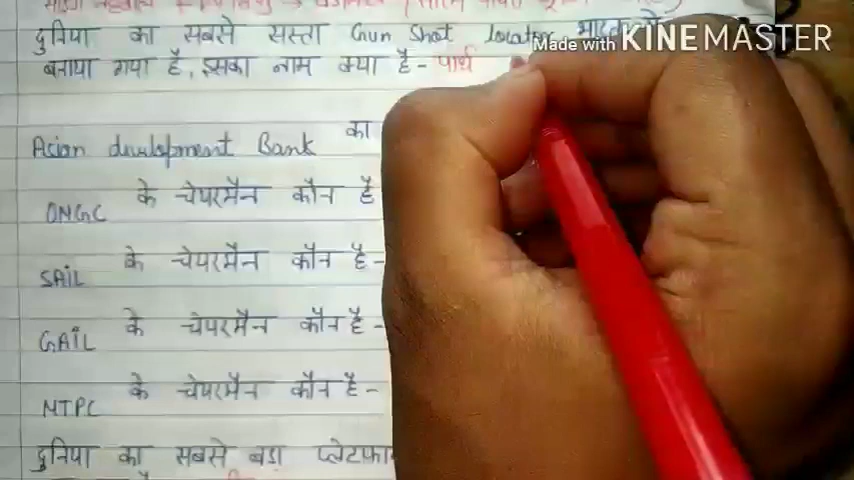 दुनिया का सबसे सस्ता Gun Shot locator भारत
Made with KINEMASTER
बनाया गया है, इसका नाम क्या है- पार्थ
Asian development Bank का
ONGC के चेयरमैन कौन है
SAIL के चेयरमैन कौन है-
GAIL के चेयरमैन कौन है-
NTPC के चेयरमैन कौन है-
दुनिया का सबसे बड़ा प्लेटफा